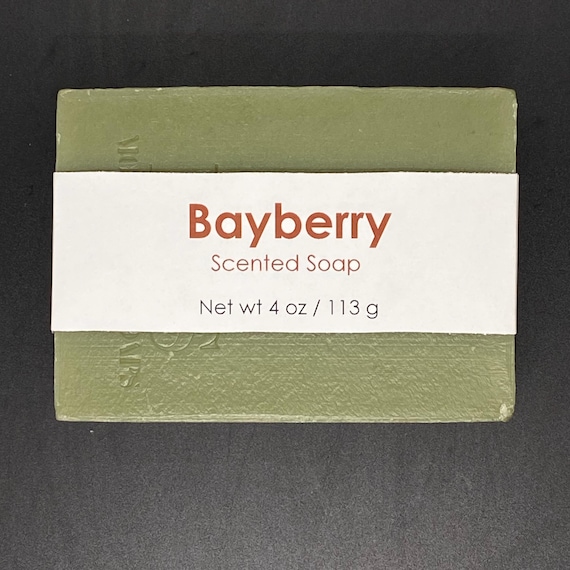 Bayberry
Scented Soap
Net wt 4 oz / 113 g